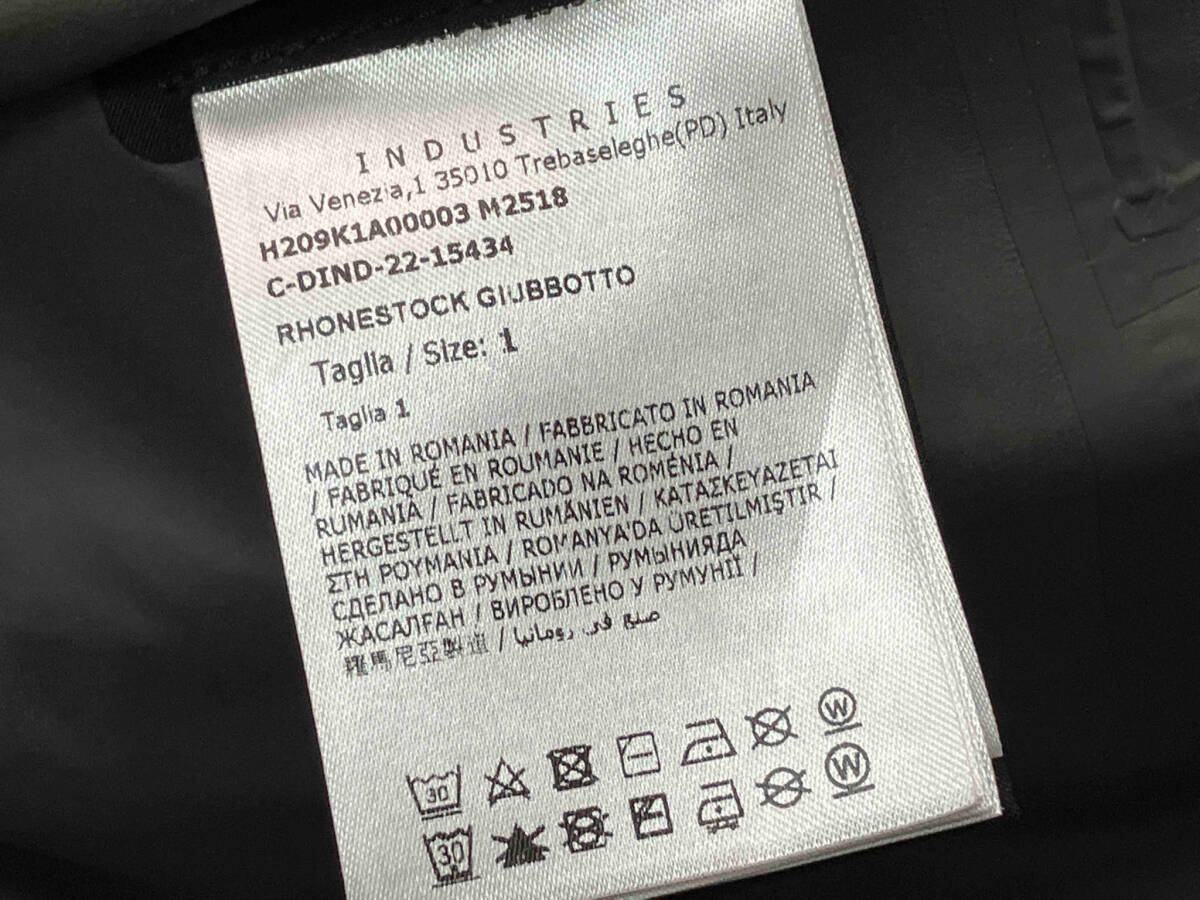 INDUSTRIES
Via Venezia,1 35010 Trebaseleghe(PD) Italy
H209K1A00003 M2518
C-DIND-22-15434
RHONESTOCK GIUBBOTTO
Taglia / Size: 1
Taglia 1
MADE IN ROMANIA / FABBRICATO IN ROMANIA
/ FABRIQUÉ EN ROUMANIE / HECHO EN
RUMANIA / FABRICADO NA ROMÉNIA /
HERGESTELLT IN RUMÄNIEN / ΚΑΤΑΣΚΕΥΑΖΕΤΑΙ
ΣΤΗ ΡΟΥΜΑΝΙΑ / ROMANYA'DA ÜRETILMIŞTIR /
СДЕЛАНО В РУМЫНИИ / РУМЫНИЯДА
ЖАСАЛҒАН / ВИРОБЛЕНО У РУМУНІЇ /
羅馬尼亞製造 / صنع في رومانيا
30 W
30 W